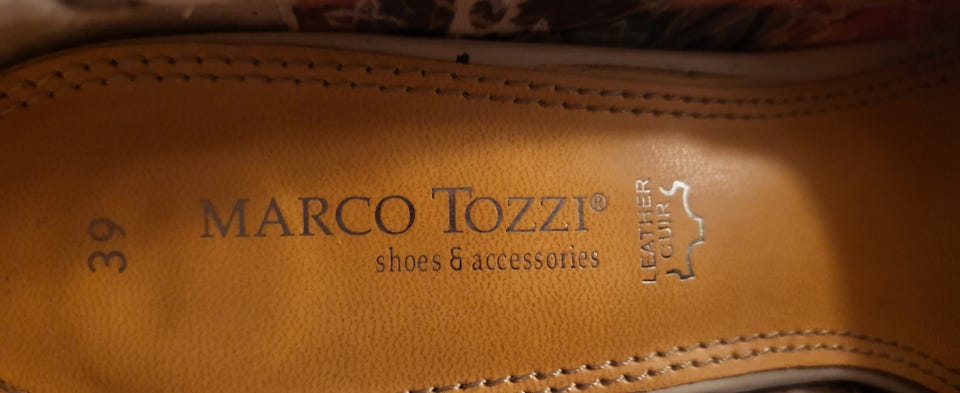 39
MARCO TOZZI®
shoes & accessories
LEATHER
CUIR